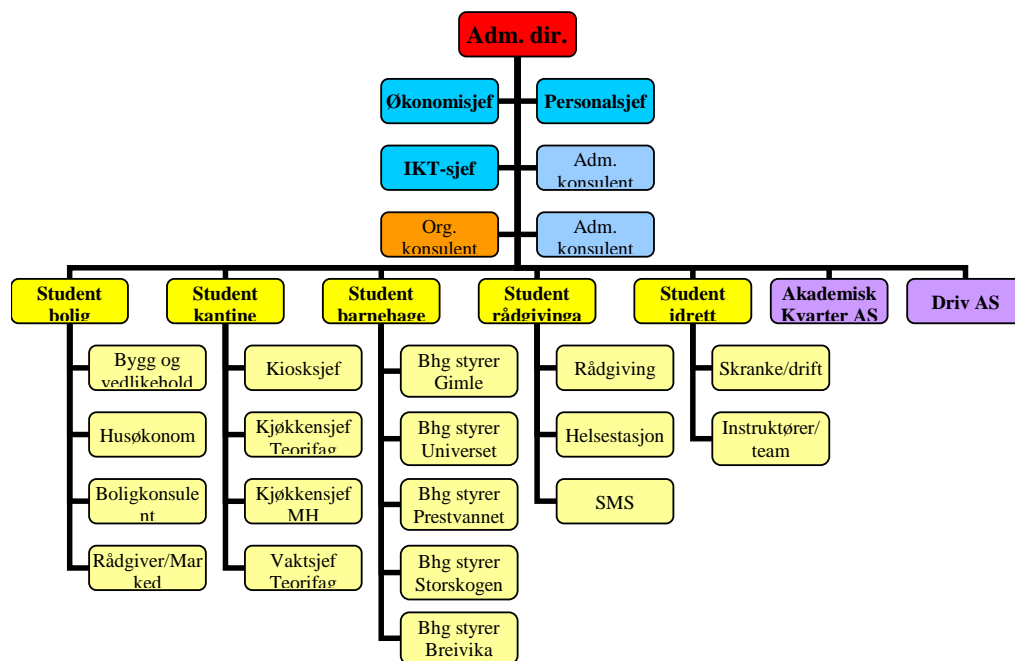 Adm. dir.
Økonomisjef
Personalsjef
IKT-sjef
Adm.
konsulent
Org.
konsulent
Adm.
konsulent
Student
bolig
Student
kantine
Student
barnehage
Student
rådgivinga
Student
idrett
Akademisk
Kvarter AS
Driv AS
Bygg og
vedlikehold
Husøkonom
Boligkonsule
nt
Rådgiver/Mar
ked
Kiosksjef
Kjøkkensjef
Teorifag
Kjøkkensjef
MH
Vaktsjef
Teorifag
Bhg styrer
Gimle
Bhg styrer
Universet
Bhg styrer
Prestvannet
Bhg styrer
Storskogen
Bhg styrer
Breivika
Rådgiving
Helsestasjon
SMS
Skranke/drift
Instruktører/
team